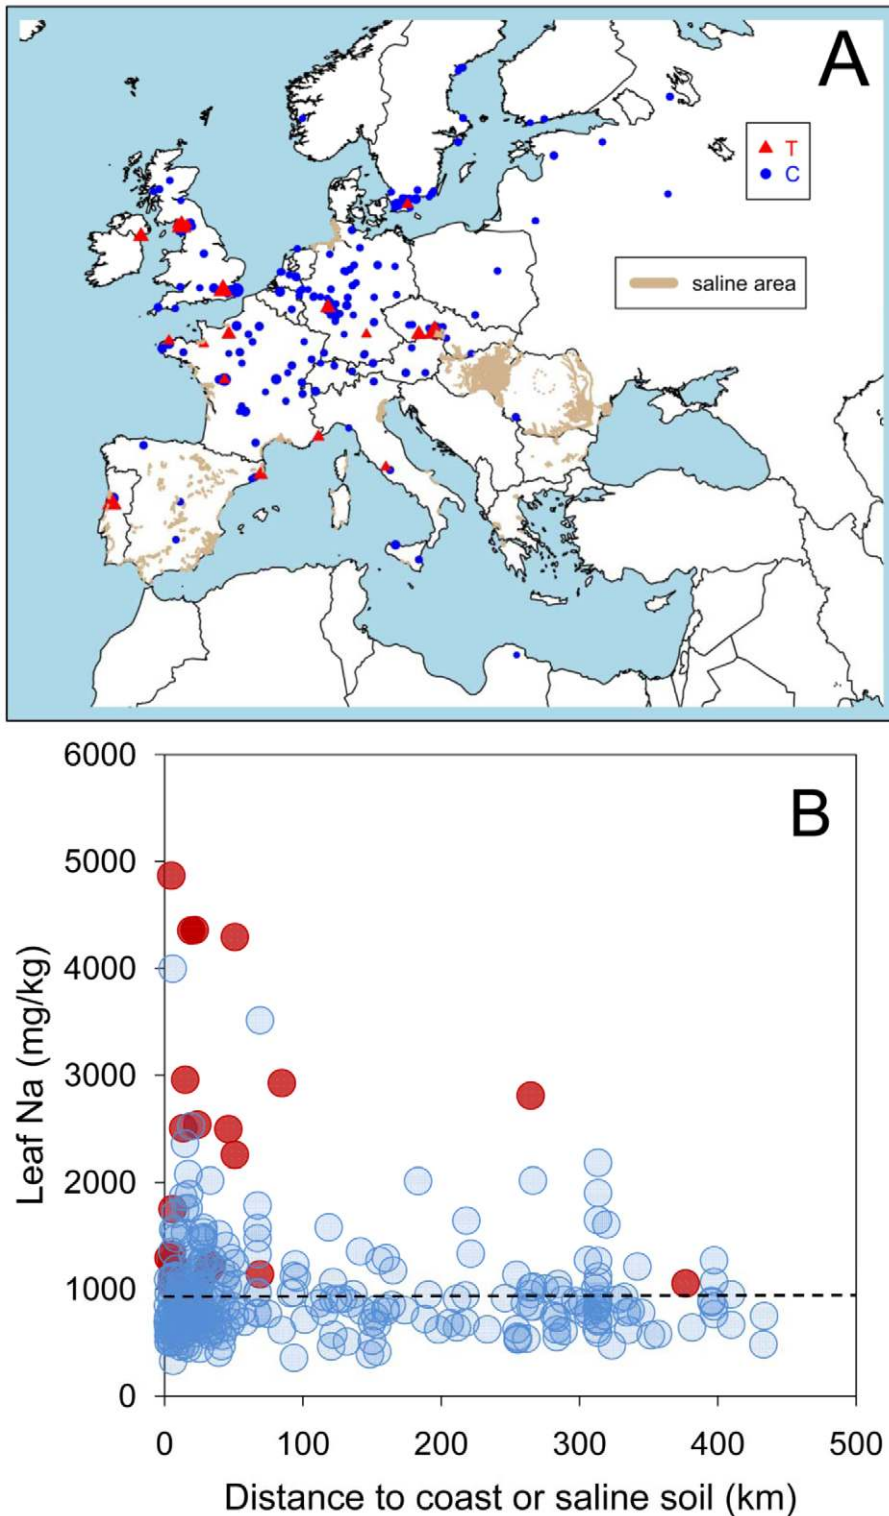 A
T
C
saline area
B
6000
5000
4000
3000
2000
1000
0
Leaf Na (mg/kg)
0 100 200 300 400 500
Distance to coast or saline soil (km)